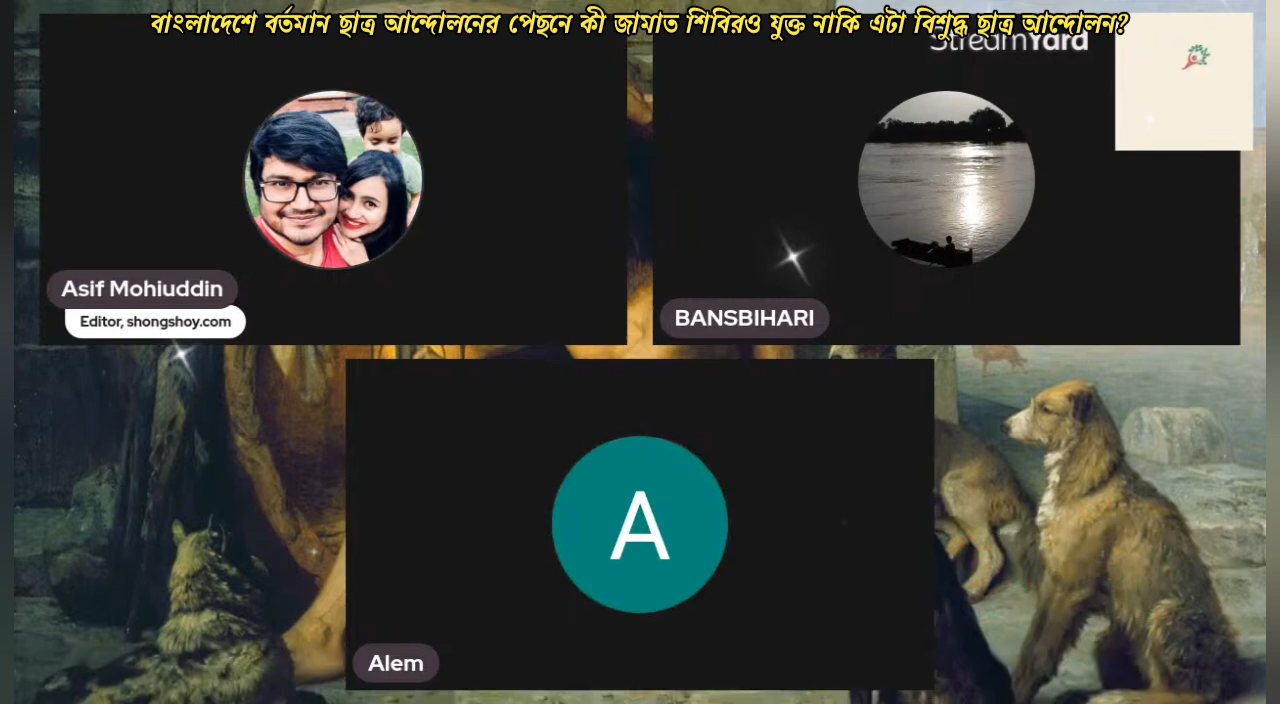 বাংলাদেশে বর্তমান ছাত্র আন্দোলনের পেছনে কী জামাত শিবিরও যুক্ত নাকি এটা বিশুদ্ধ ছাত্র আন্দোলন?
StreamYard
Asif Mohiuddin
Editor, shongshoy.com
BANSBIHARI
A
Alem